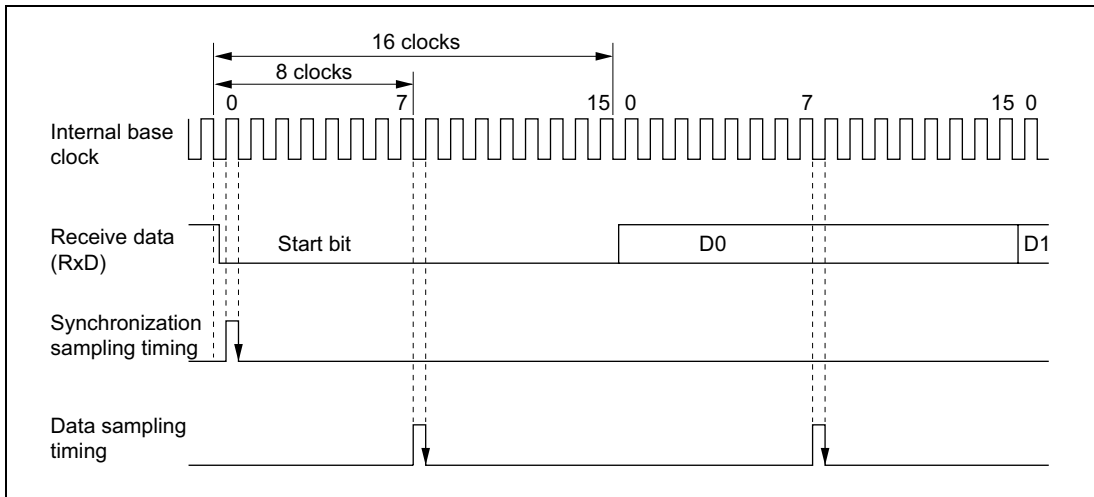 16 clocks
8 clocks
0 7 15 0 7 15 0
Internal base
clock
Receive data
(RxD)
Start bit D0 D1
Synchronization
sampling timing
Data sampling
timing